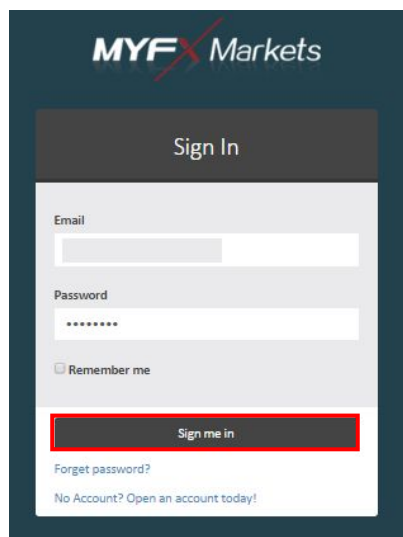 MYFX Markets
Sign In
Email
Password
••••••••
Remember me
Sign me in
Forget password?
No Account? Open an account today!